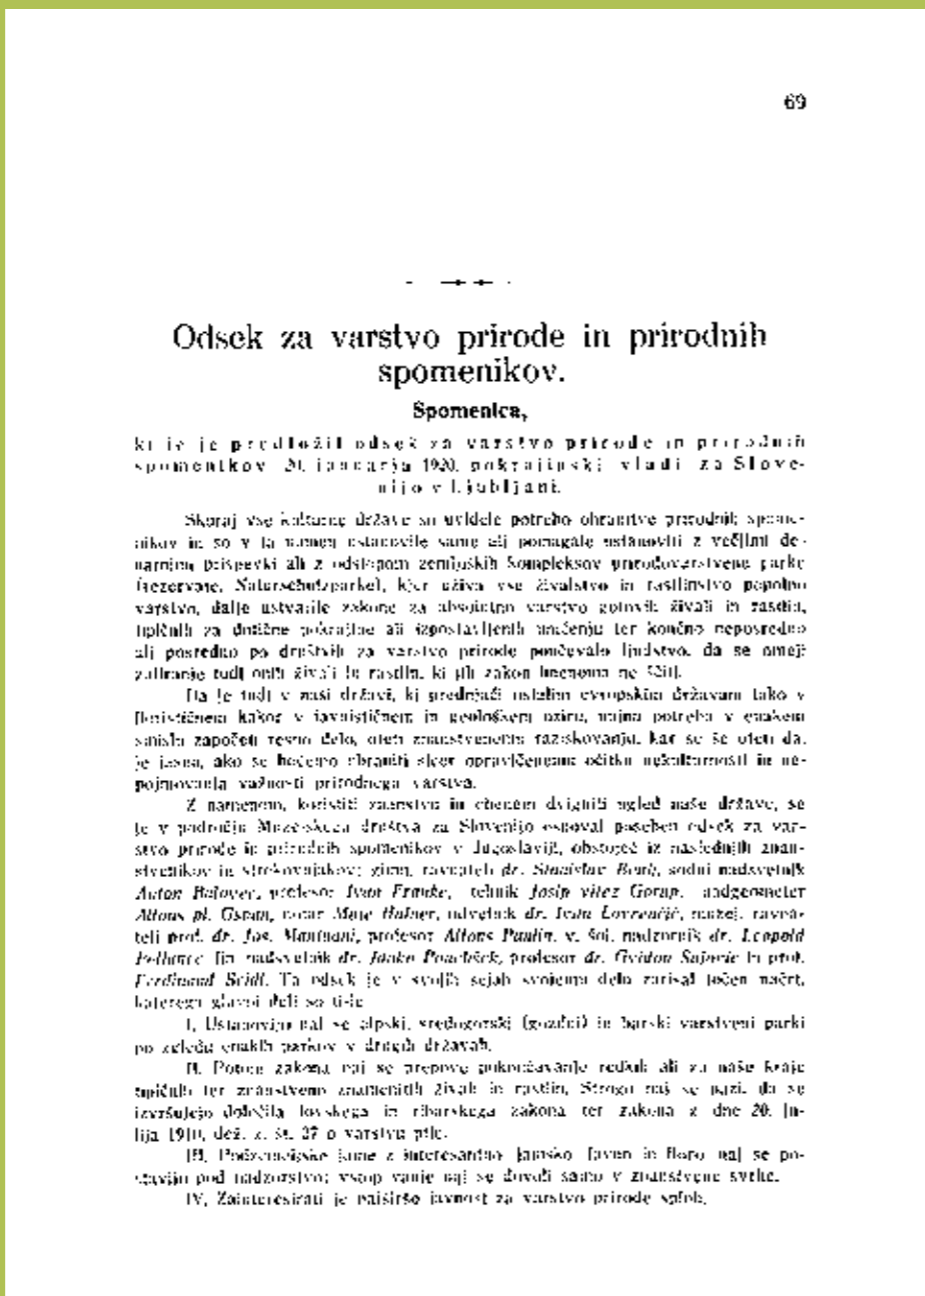 69
Odsek za varstvo prirode in prirodnih
spomenikov.
Spomenica,
ki jo je predložil odsek za varstvo prirode in prirodnih
spomenikov 20. januarja 1920. pokrajinski vladi za Slove-
nijo v Ljubljani.
Skoraj vse kulturne države so uvidele potrebo ohranitve prirodnih spome-
nikov in so v ta namen ustanovile same ali pomagale ustanoviti z večjimi de-
narnimi prispevki ali z odstopom zemljiških kompleksov prirodovarstvene parke
(rezervate, Naturschutzparke), kjer uživa vse živalstvo in rastlinstvo popolno
varstvo, dalje ustvarile zakone za absolutno varstvo gotovih živali in rastlin,
tipičnih za dotične pokrajine ali izpostavljenih uničenju ter končno neposredno
ali posredno po društvih za varstvo prirode poučevalo ljudstvo, da se omeji
zatiranje tudi onih živali in rastlin, ki jih zakon imenoma ne ščiti.
Da je tudi v naši državi, ki prednjači ostalim evropskim državam tako v
florističnem kakor v favnističnem in geološkem oziru, nujna potreba v enakem
smislu započeti resno delo, oteti znanstvenemu raziskovanju, kar se še oteti da,
je jasno, ako se hočemo ubraniti sicer opravičenemu očitku nekulturnosti in ne-
pojmovanja važnosti prirodnega varstva.
Z namenom, koristiti znanstvu in obenem dvigniti ugled naše države, se
je v področju Muzejskega društva za Slovenijo osnoval poseben odsek za var-
stvo prirode in prirodnih spomenikov v Jugoslaviji, obstoječ iz naslednjih znan-
stvenikov in strokovnjakov: gimn. ravnatelj dr. Stanislav Beuk, sodni nadsvetnik
Anton Bulovec, profesor Ivan Franke, tehnik Josip vitez Gorup, nadgeometer
Alfons pl. Gspan, notar Mate Hafner, odvetnik dr. Ivan Lovrenčič, muzej. ravna-
telj prof. dr. Jos. Mantuani, profesor Alfons Paulin, v. šol. nadzornik dr. Leopold
Poljanec, fin. nadsvetnik dr. Janko Ponebšek, profesor dr. Gvidon Sajovic in prof.
Ferdinand Seidl. Ta odsek je v svojih sejah svojemu delu zarisal točen načrt,
katerega glavni deli so ti-le:
I. Ustanovijo naj se alpski, sredogorski (gozdni) in barski varstveni parki
po zgledu enakih parkov v drugih državah.
II. Potom zakona naj se prepove pokončavanje redkih ali za naše kraje
tipičnih ter znanstveno znamenitih živali in rastlin. Strogo naj se pazi, da se
izvršujejo določila lovskega in ribarskega zakona ter zakona z dne 20. ju-
lija 1910, dež. z. št. 27 o varstvu ptic.
III. Podzemeljske jame z interesantno jamsko favno in floro naj se po-
stavijo pod nadzorstvo; vstop vanje naj se dovoli samo v znanstvene svrhe.
IV. Zainteresirati je najširšo javnost za varstvo prirode sploh.